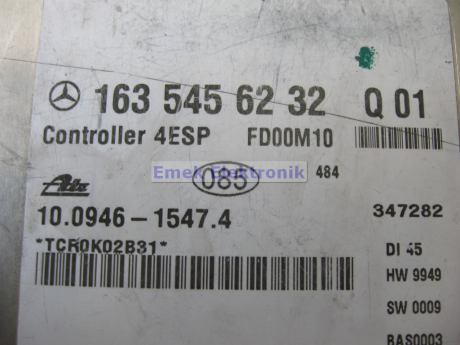 163 545 62 32 Q 01
Controller 4ESP FD00M10
Ate 085 484
Emek Elektronik
10.0946-1547.4 347282
*TCR0K02B31* DI 45
HW 9949
SW 0009
BAS0003